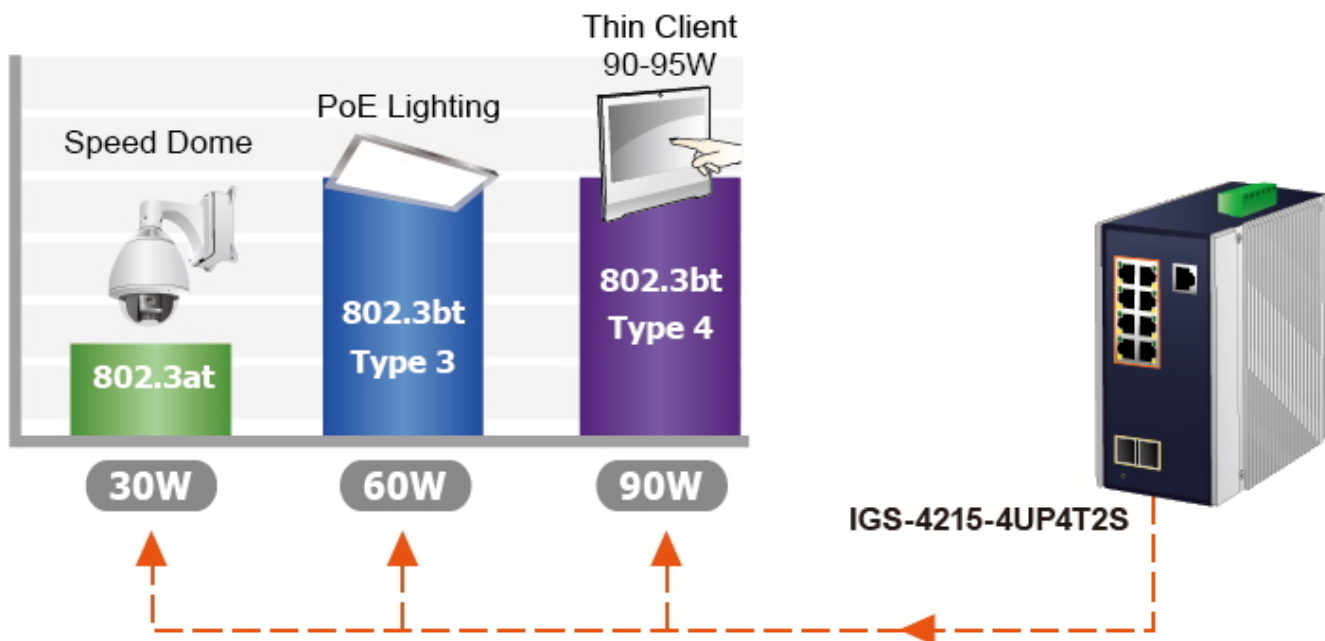 Thin Client
90-95W
PoE Lighting
Speed Dome
802.3at
802.3bt
Type 3
802.3bt
Type 4
30W
60W
90W
IGS-4215-4UP4T2S